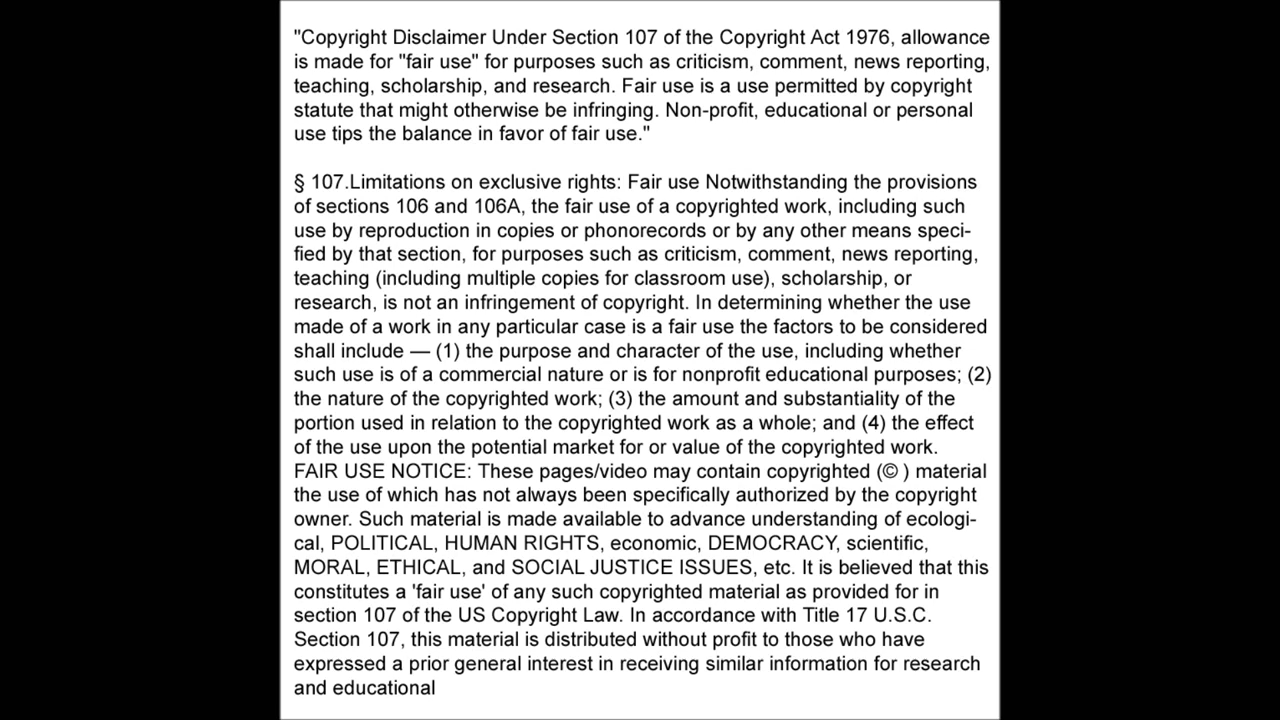 "Copyright Disclaimer Under Section 107 of the Copyright Act 1976, allowance
is made for "fair use" for purposes such as criticism, comment, news reporting,
teaching, scholarship, and research. Fair use is a use permitted by copyright
statute that might otherwise be infringing. Non-profit, educational or personal
use tips the balance in favor of fair use."
§ 107.Limitations on exclusive rights: Fair use Notwithstanding the provisions
of sections 106 and 106A, the fair use of a copyrighted work, including such
use by reproduction in copies or phonorecords or by any other means speci-
fied by that section, for purposes such as criticism, comment, news reporting,
teaching (including multiple copies for classroom use), scholarship, or
research, is not an infringement of copyright. In determining whether the use
made of a work in any particular case is a fair use the factors to be considered
shall include — (1) the purpose and character of the use, including whether
such use is of a commercial nature or is for nonprofit educational purposes; (2)
the nature of the copyrighted work; (3) the amount and substantiality of the
portion used in relation to the copyrighted work as a whole; and (4) the effect
of the use upon the potential market for or value of the copyrighted work.
FAIR USE NOTICE: These pages/video may contain copyrighted (© ) material
the use of which has not always been specifically authorized by the copyright
owner. Such material is made available to advance understanding of ecologi-
cal, POLITICAL, HUMAN RIGHTS, economic, DEMOCRACY, scientific,
MORAL, ETHICAL, and SOCIAL JUSTICE ISSUES, etc. It is believed that this
constitutes a 'fair use' of any such copyrighted material as provided for in
section 107 of the US Copyright Law. In accordance with Title 17 U.S.C.
Section 107, this material is distributed without profit to those who have
expressed a prior general interest in receiving similar information for research
and educational